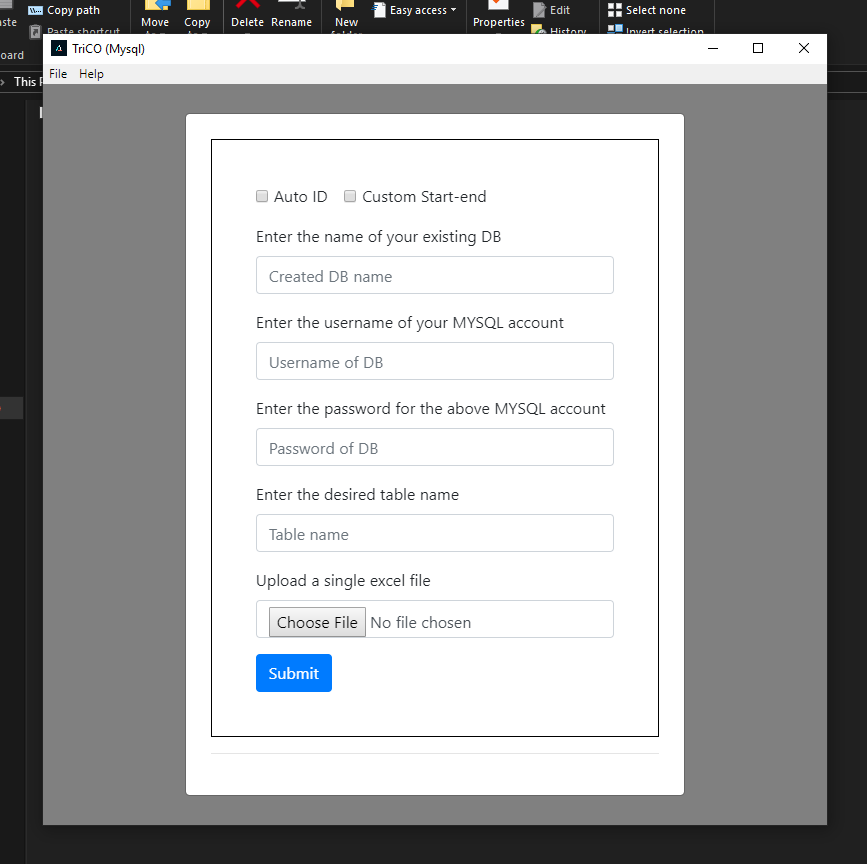 Copy path
Paste shortcut
Move
Copy
Delete
Rename
New
Easy access
Properties
Edit
History
Select none
Invert selection
TriCO (Mysql)
File Help
This
Auto ID Custom Start-end
Enter the name of your existing DB
Created DB name
Enter the username of your MYSQL account
Username of DB
Enter the password for the above MYSQL account
Password of DB
Enter the desired table name
Table name
Upload a single excel file
Choose File No file chosen
Submit